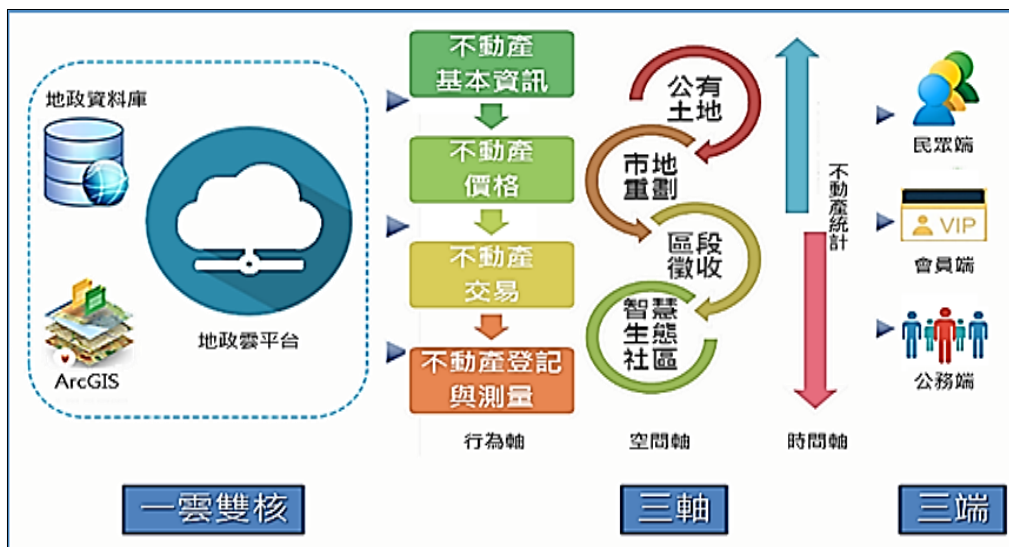 地政資料庫
地政雲平台
ArcGIS
不動產
基本資訊
不動產
價格
不動產
交易
不動產登記
與測量
行為軸
公有
土地
市地
重劃
區段
徵收
智慧
生態
社區
空間軸
不動產統計
時間軸
民眾端
VIP
會員端
公務端
一雲雙核
三軸
三端